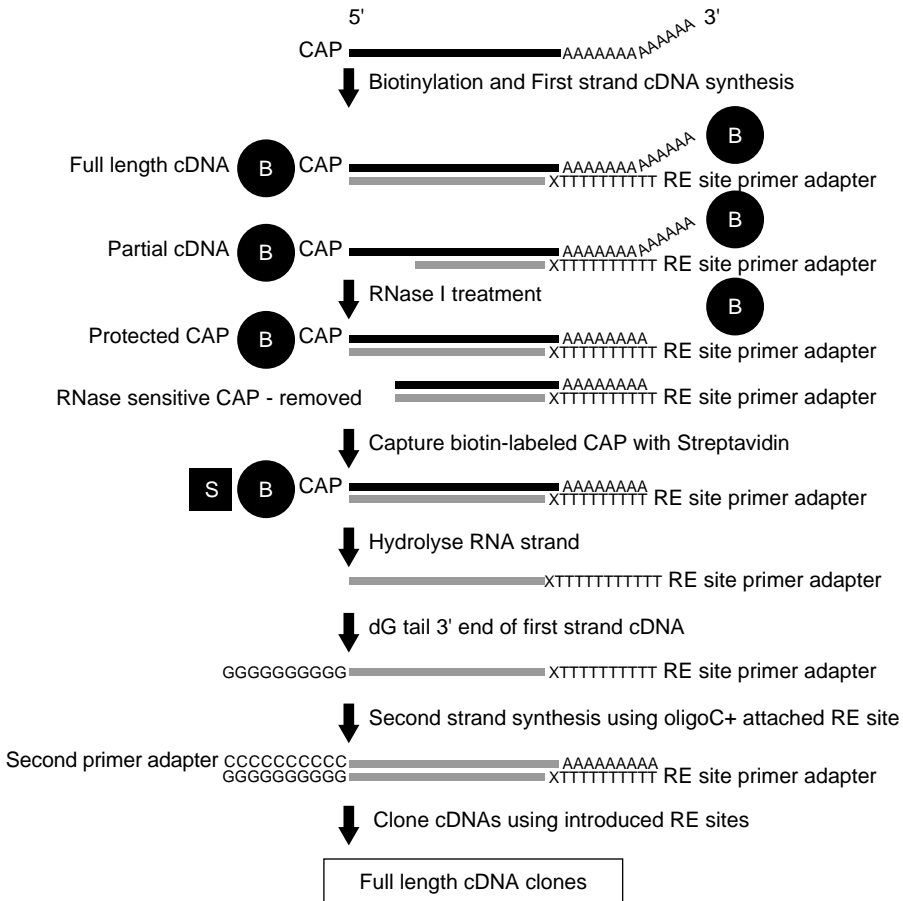 5' 3'
CAP AAAAAAAAAAAAA
Biotinylation and First strand cDNA synthesis
B
Full length cDNA B CAP AAAAAAAAAAAAA
XTTTTTTTTTT RE site primer adapter
B
Partial cDNA B CAP AAAAAAAAAAAAA
XTTTTTTTTTT RE site primer adapter
RNase I treatment
B
Protected CAP B CAP AAAAAAAA
XTTTTTTTTTT RE site primer adapter
AAAAAAAA
RNase sensitive CAP - removed XTTTTTTTTTT RE site primer adapter
Capture biotin-labeled CAP with Streptavidin
S B CAP AAAAAAAA
XTTTTTTTTTT RE site primer adapter
Hydrolyse RNA strand
XTTTTTTTTTTT RE site primer adapter
dG tail 3' end of first strand cDNA
GGGGGGGGGG XTTTTTTTTTT RE site primer adapter
Second strand synthesis using oligoC+ attached RE site
Second primer adapter CCCCCCCCCC AAAAAAAAA
GGGGGGGGGG XTTTTTTTTTT RE site primer adapter
Clone cDNAs using introduced RE sites
Full length cDNA clones